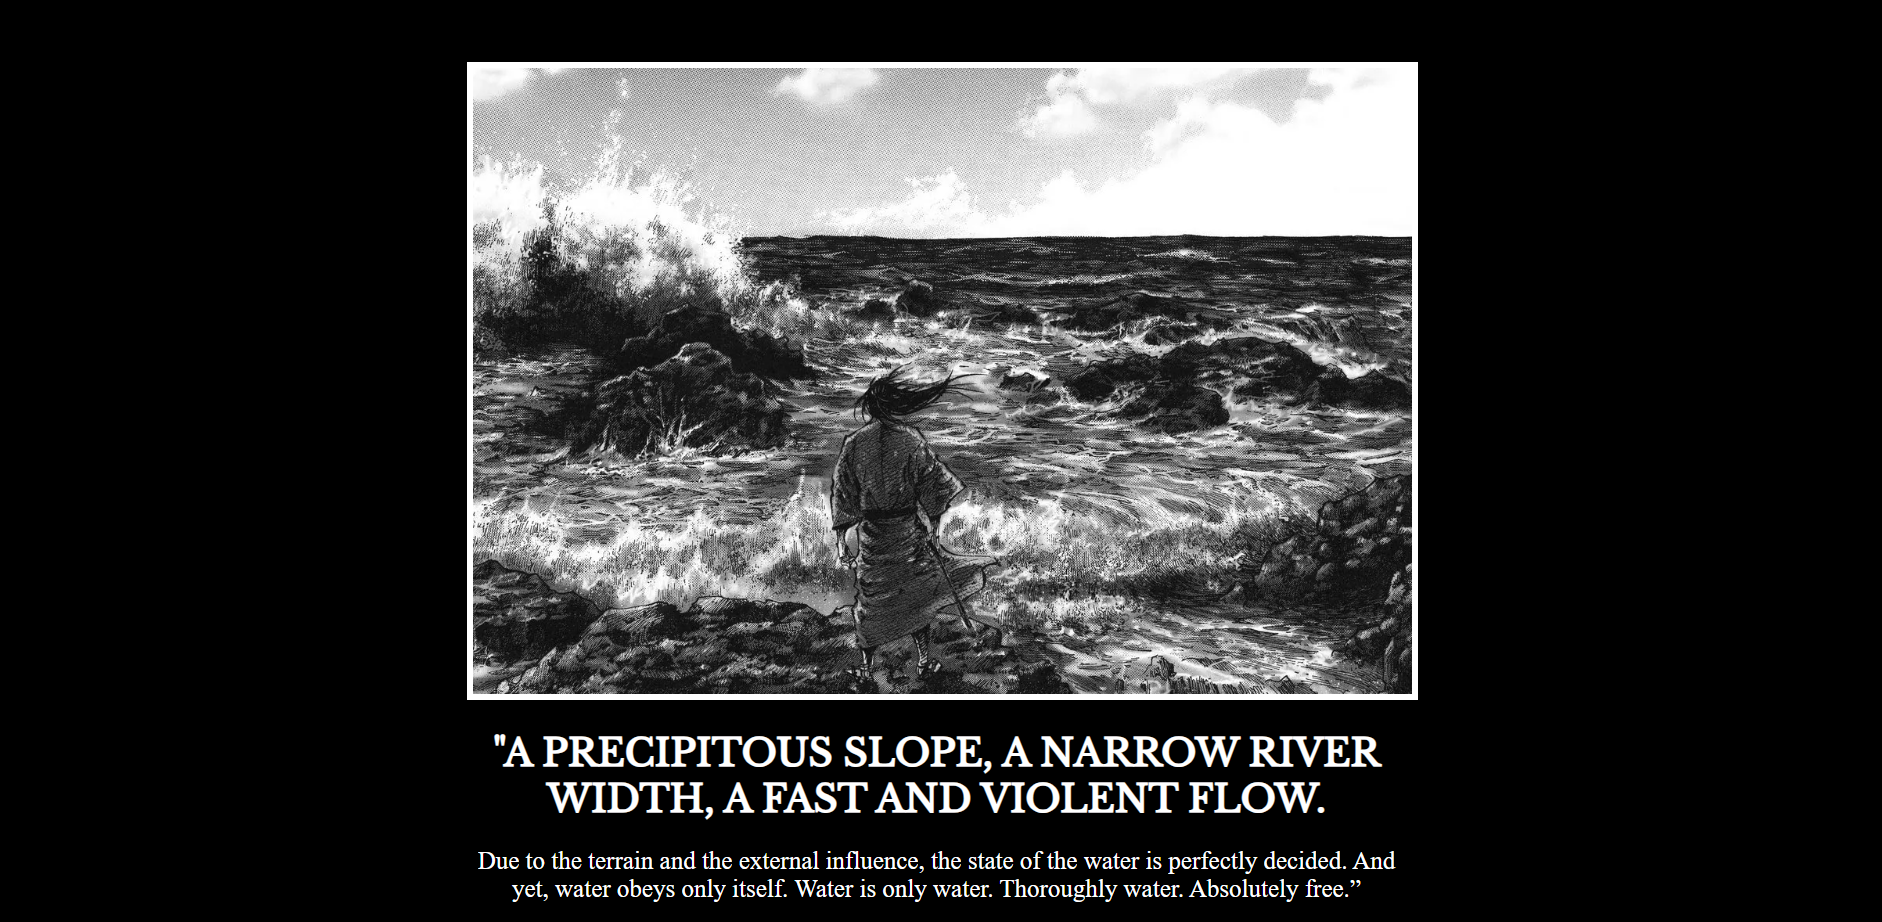 "A PRECIPITOUS SLOPE, A NARROW RIVER
WIDTH, A FAST AND VIOLENT FLOW.
Due to the terrain and the external influence, the state of the water is perfectly decided. And
yet, water obeys only itself. Water is only water. Thoroughly water. Absolutely free.”